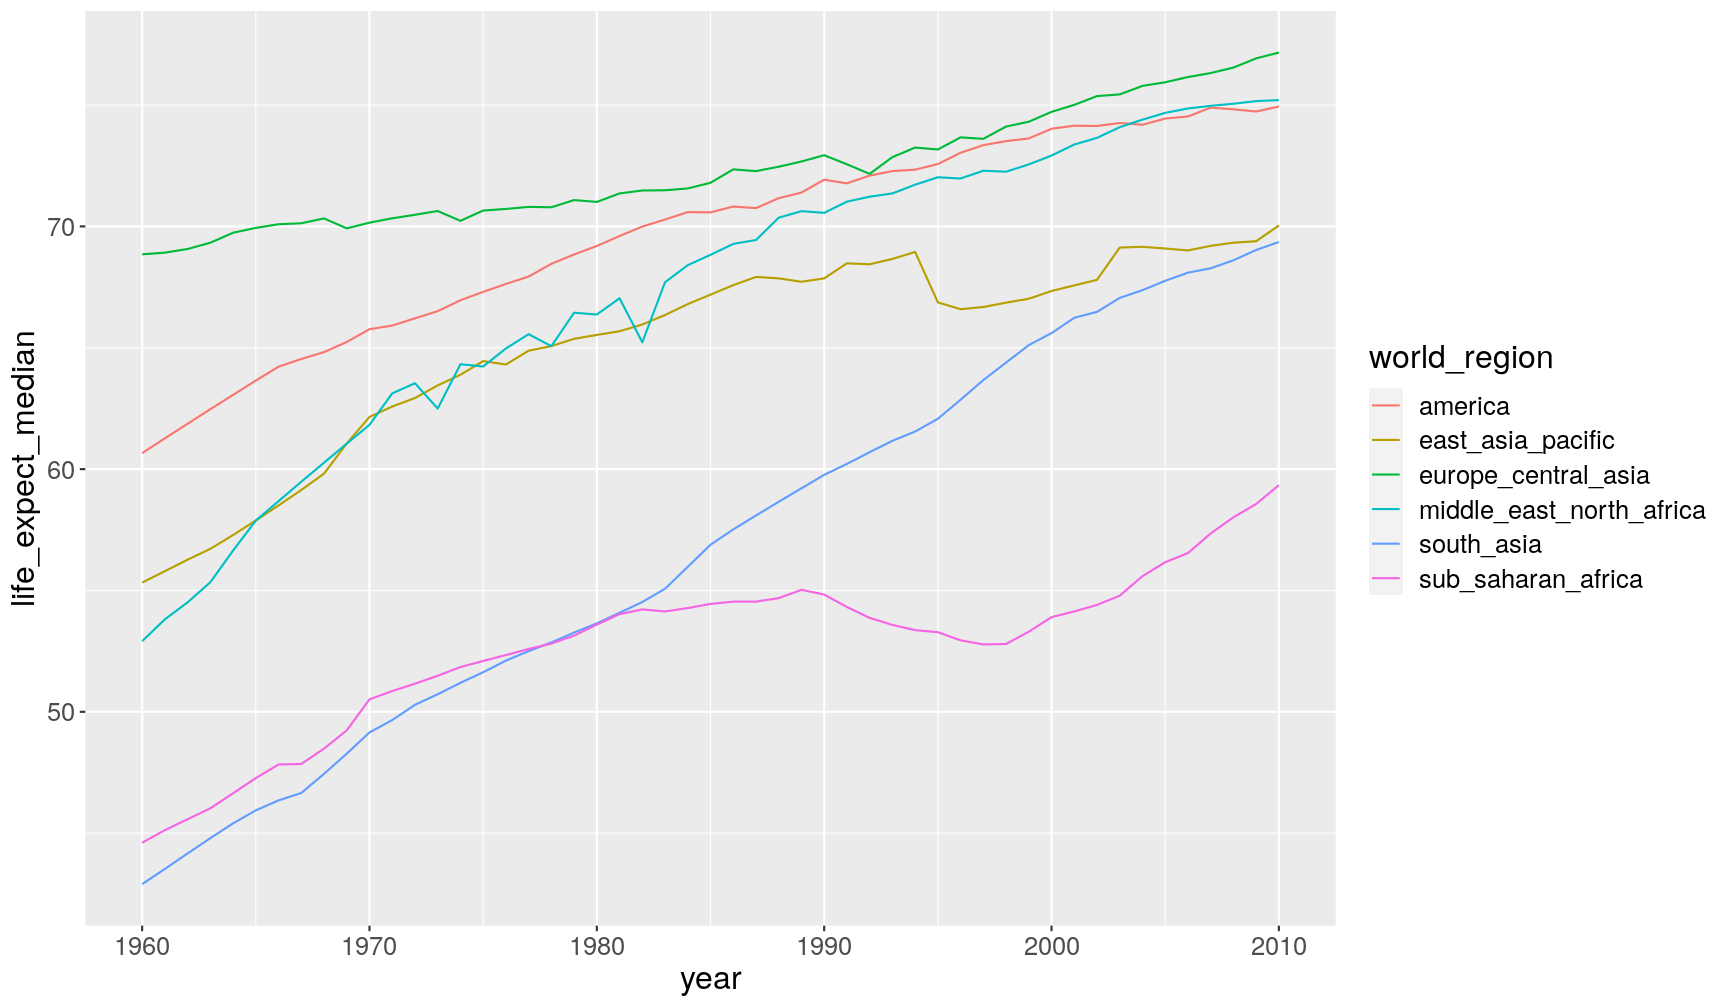 life_expect_median
70
60
50
1960 1970 1980 1990 2000 2010
year
world_region
america
east_asia_pacific
europe_central_asia
middle_east_north_africa
south_asia
sub_saharan_africa